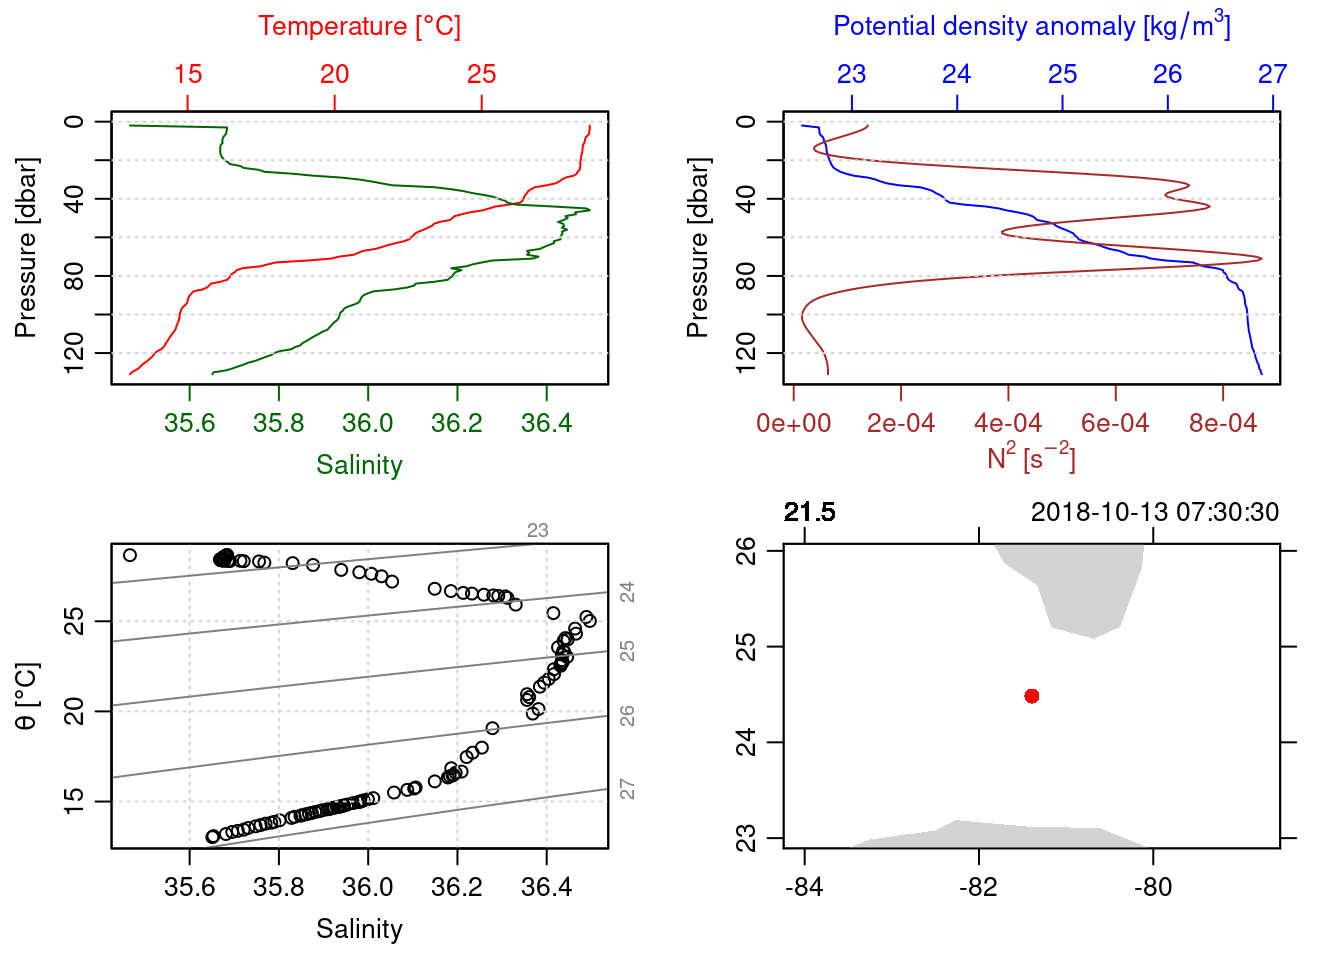 Temperature [°C]
15 20 25
0
40
80
120
Pressure [dbar]
35.6 35.8 36.0 36.2 36.4
Salinity
Potential density anomaly [kg/m³]
23 24 25 26 27
0
40
80
120
Pressure [dbar]
0e+00 2e-04 4e-04 6e-04 8e-04
N² [s⁻²]
23
24
25
26
27
25
20
15
θ [°C]
35.6 35.8 36.0 36.2 36.4
Salinity
21.5 2018-10-13 07:30:30
26
25
24
23
-84 -82 -80